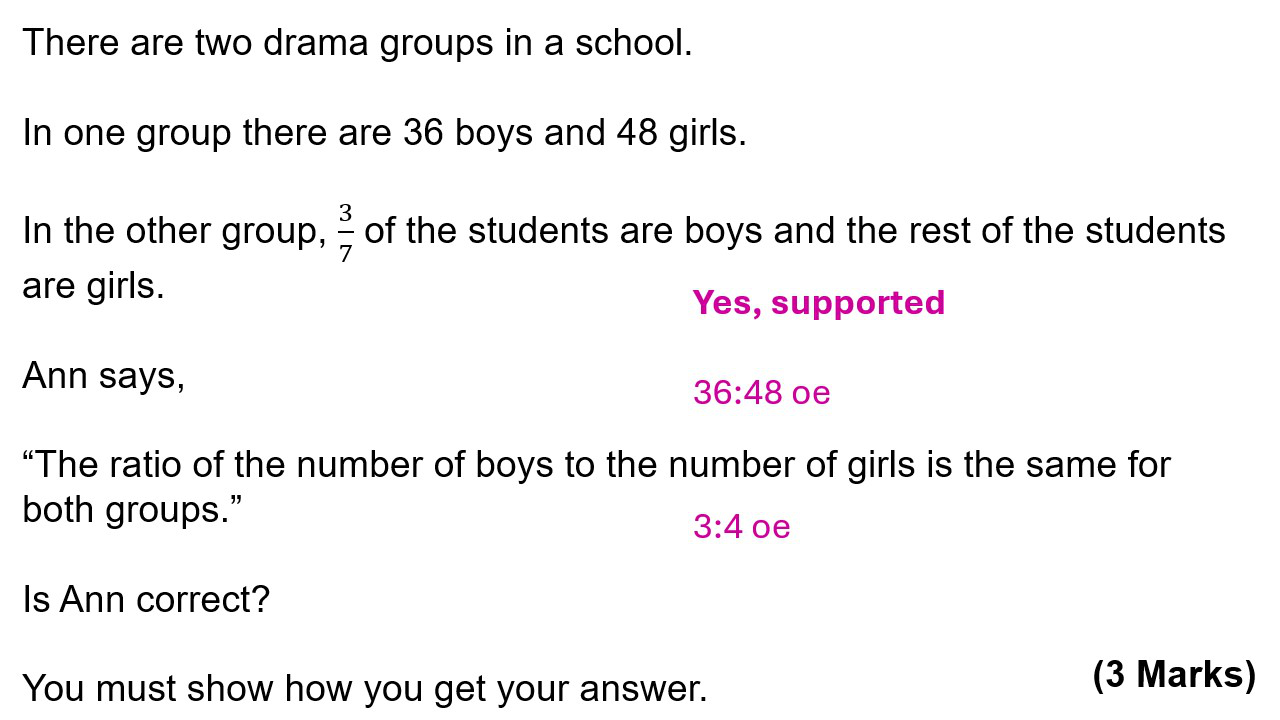 There are two drama groups in a school.
In one group there are 36 boys and 48 girls.
In the other group, 3/7 of the students are boys and the rest of the students
are girls.
Yes, supported
Ann says,
36:48 oe
“The ratio of the number of boys to the number of girls is the same for
both groups.”
3:4 oe
Is Ann correct?
You must show how you get your answer.
(3 Marks)